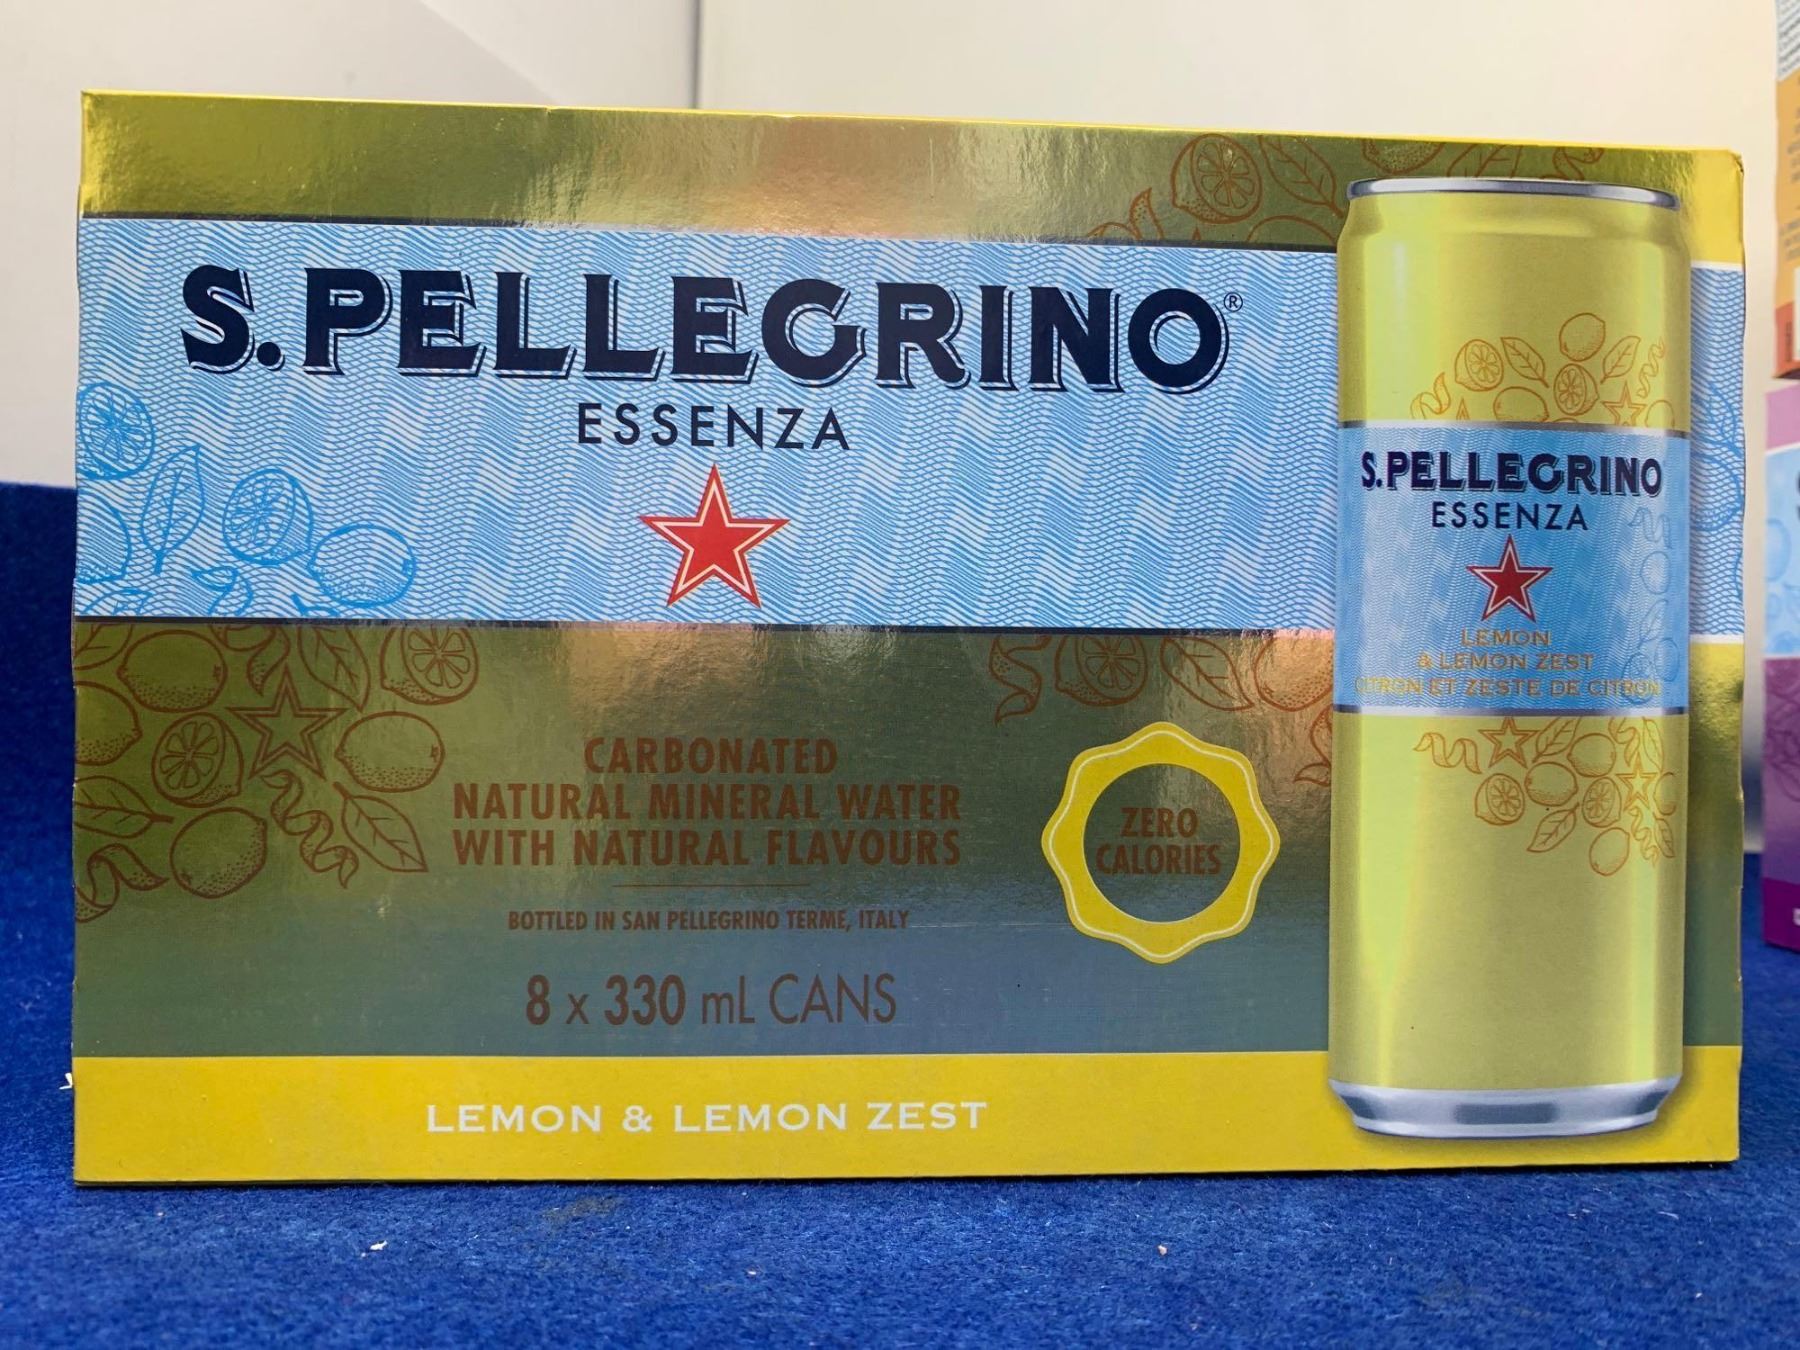 S.PELLEGRINO®
ESSENZA
CARBONATED
NATURAL MINERAL WATER
WITH NATURAL FLAVOURS
BOTTLED IN SAN PELLEGRINO TERME, ITALY
8 x 330 mL CANS
ZERO
CALORIES
LEMON & LEMON ZEST
S.PELLEGRINO
ESSENZA
LEMON
& LEMON ZEST
CITRON ET ZESTE DE CITRON